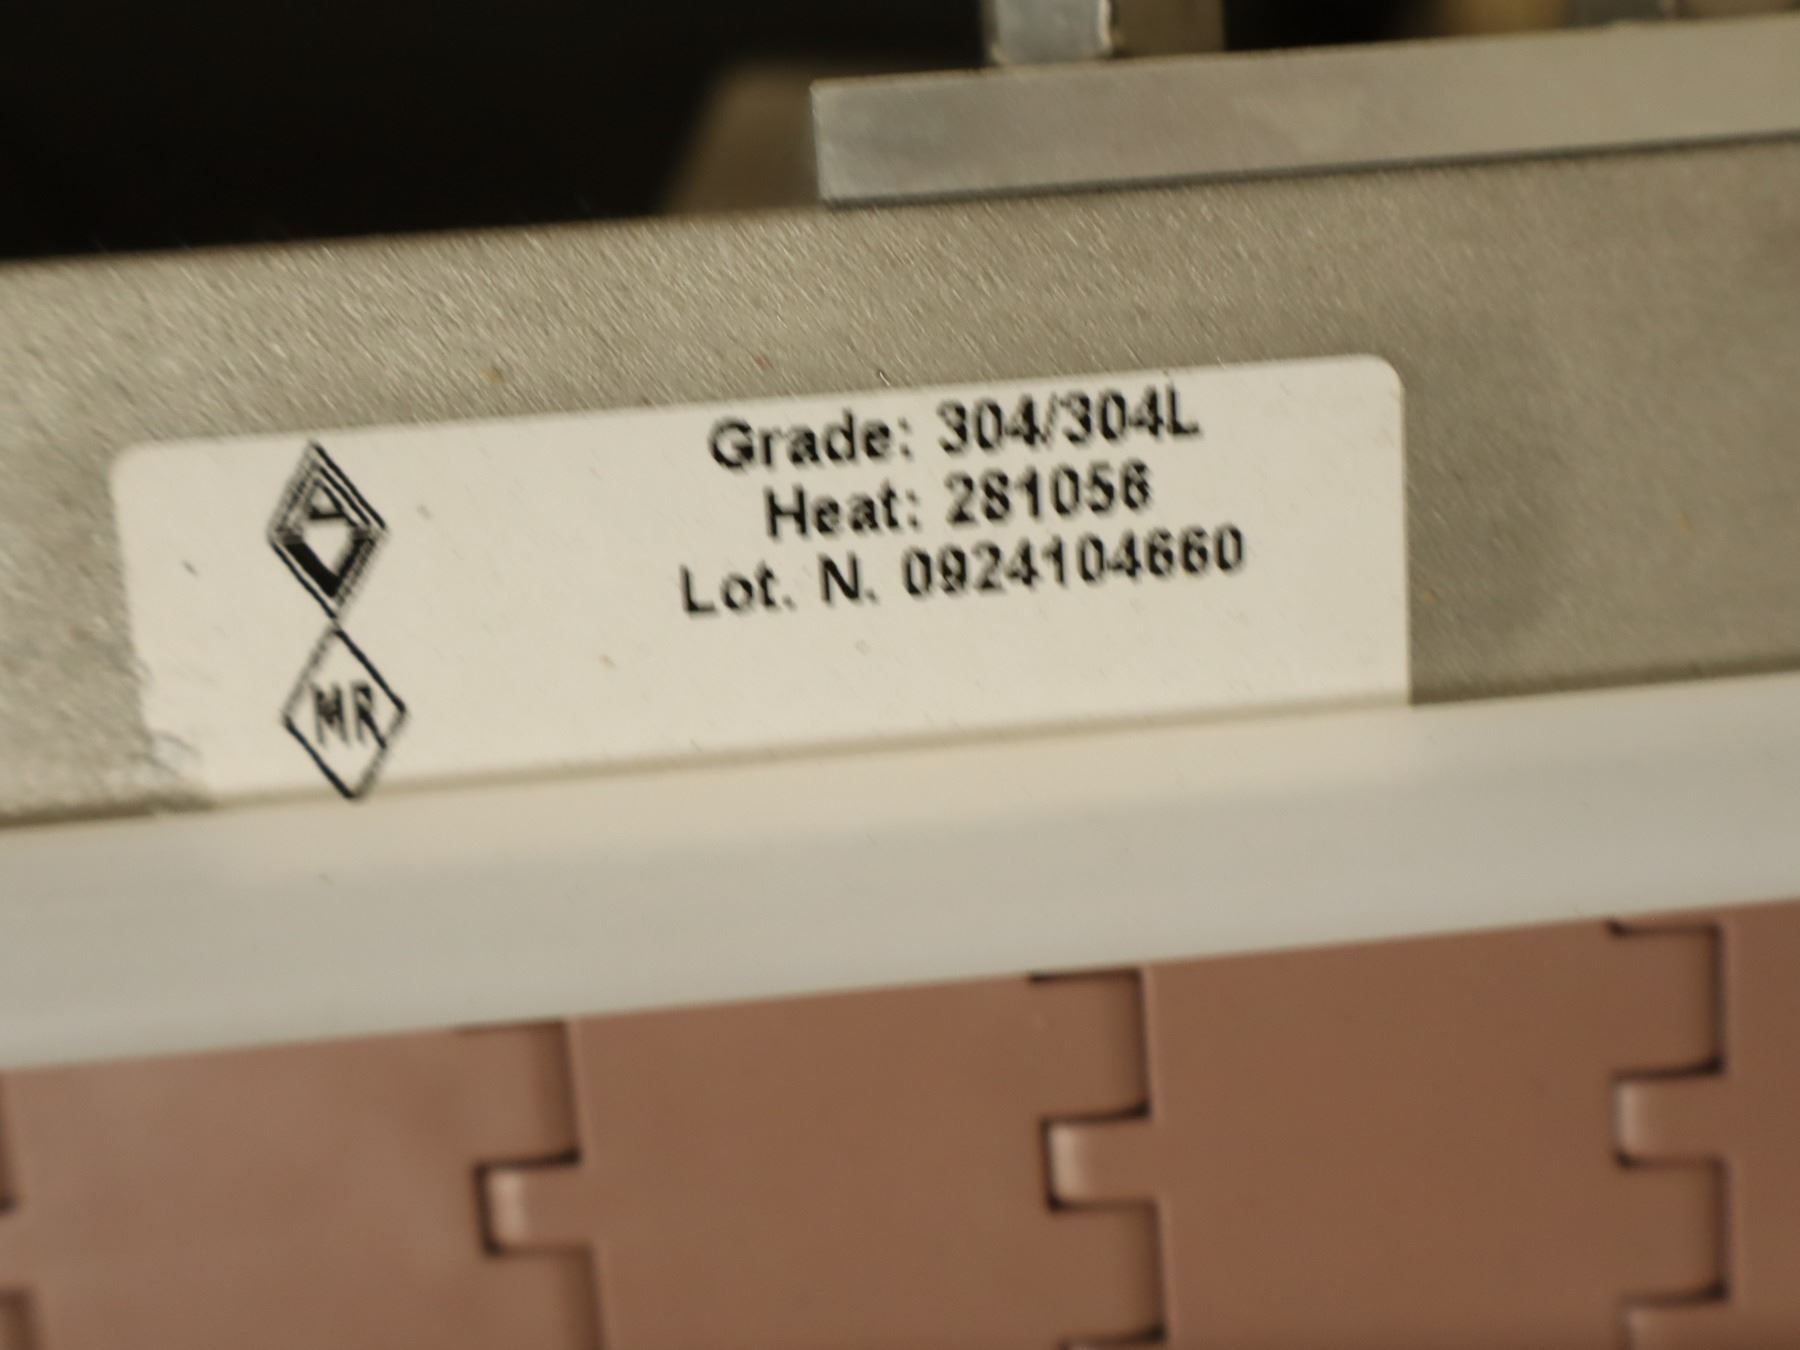 Grade: 304/304L
Heat: 281056
Lot. N. 0924104660
MR